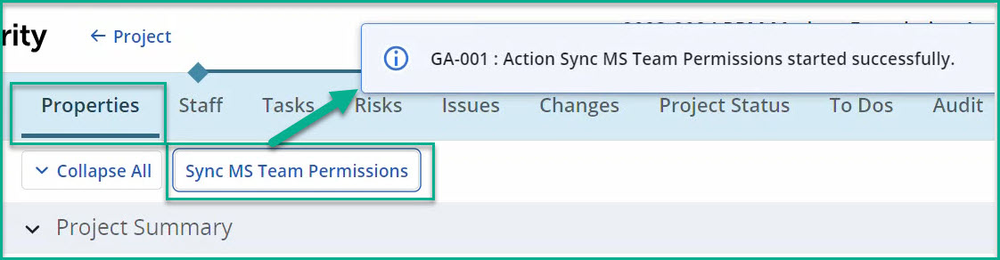 rity
← Project
GA-001 : Action Sync MS Team Permissions started successfully.
Properties Staff Tasks Risks Issues Changes Project Status To Dos Audit
Collapse All Sync MS Team Permissions
Project Summary